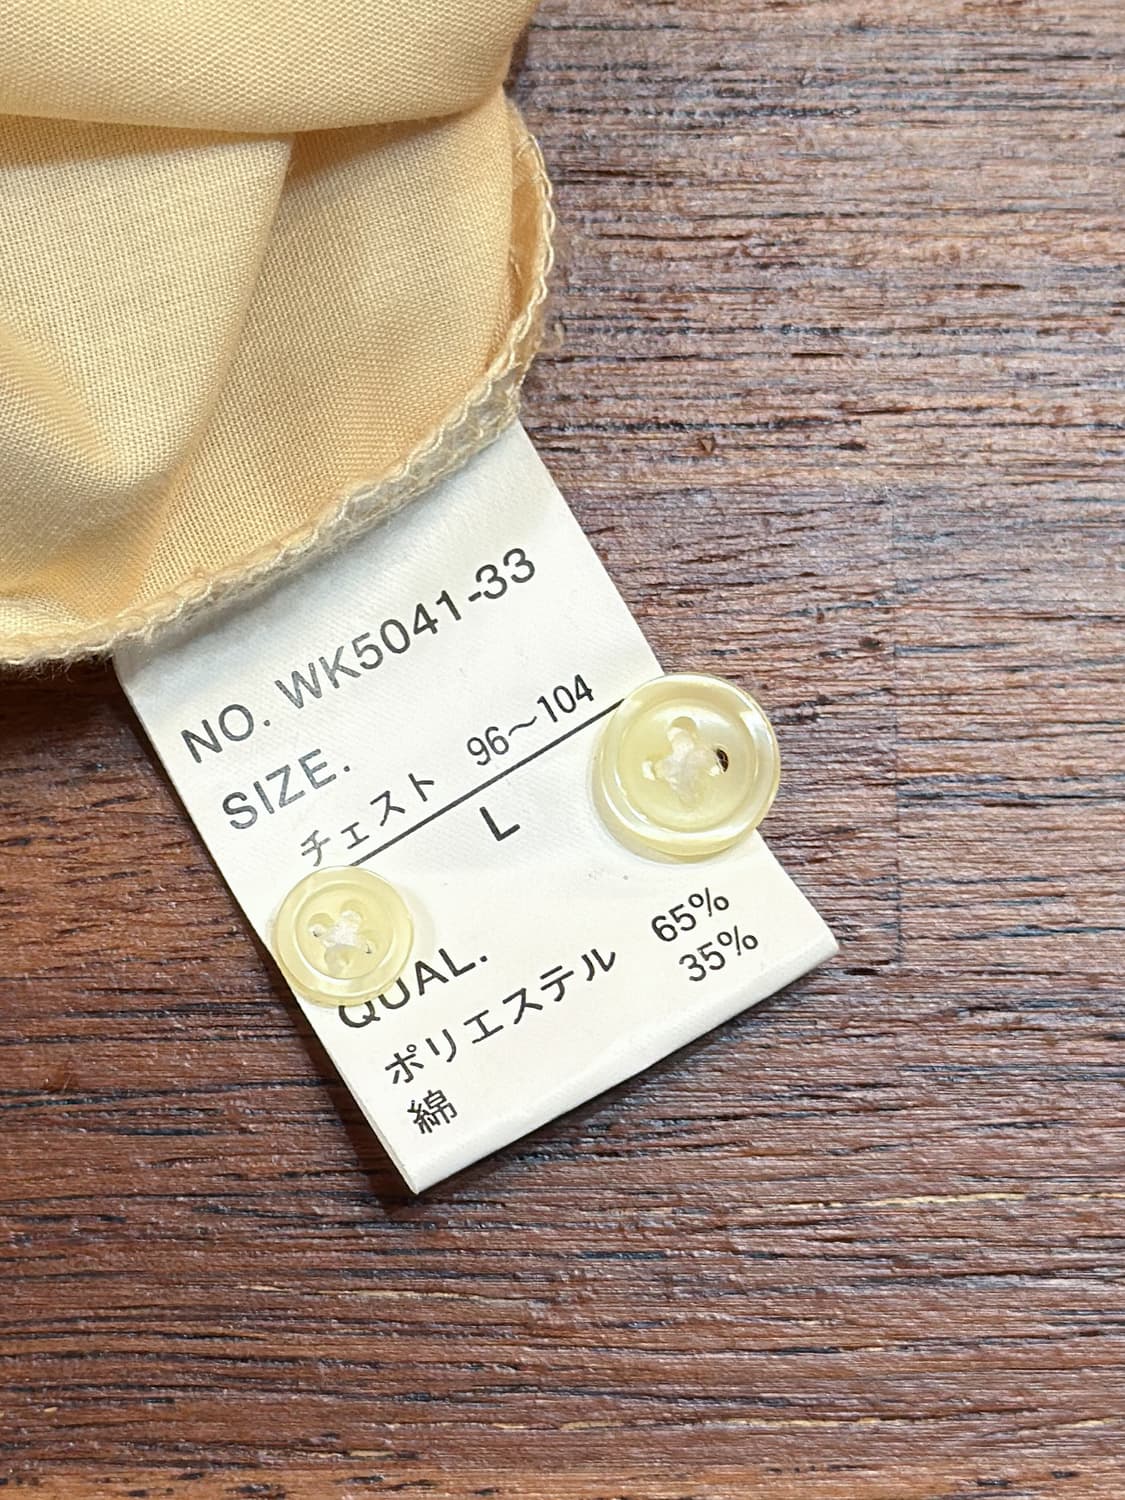 NO. WK5041-33
SIZE.
チェスト 96〜104
L
QUAL.
ポリエステル 65%
綿 35%